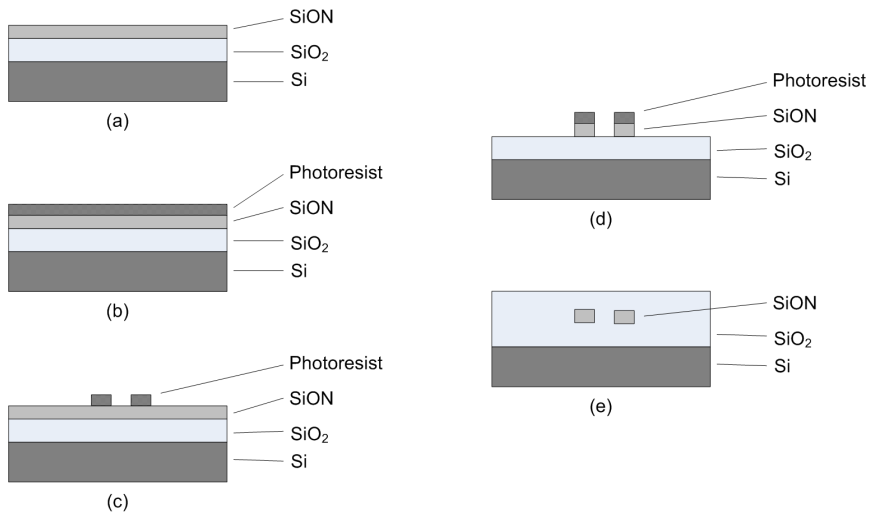 SiON
SiO₂
Si
(a)
Photoresist
SiON
SiO₂
Si
(b)
Photoresist
SiON
SiO₂
Si
(c)
Photoresist
SiON
SiO₂
Si
(d)
SiON
SiO₂
Si
(e)